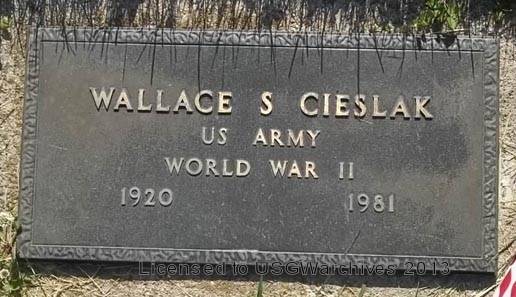 WALLACE S CIESLAK
US ARMY
WORLD WAR II
1920 1981
Licensed to USGWarchives 2013